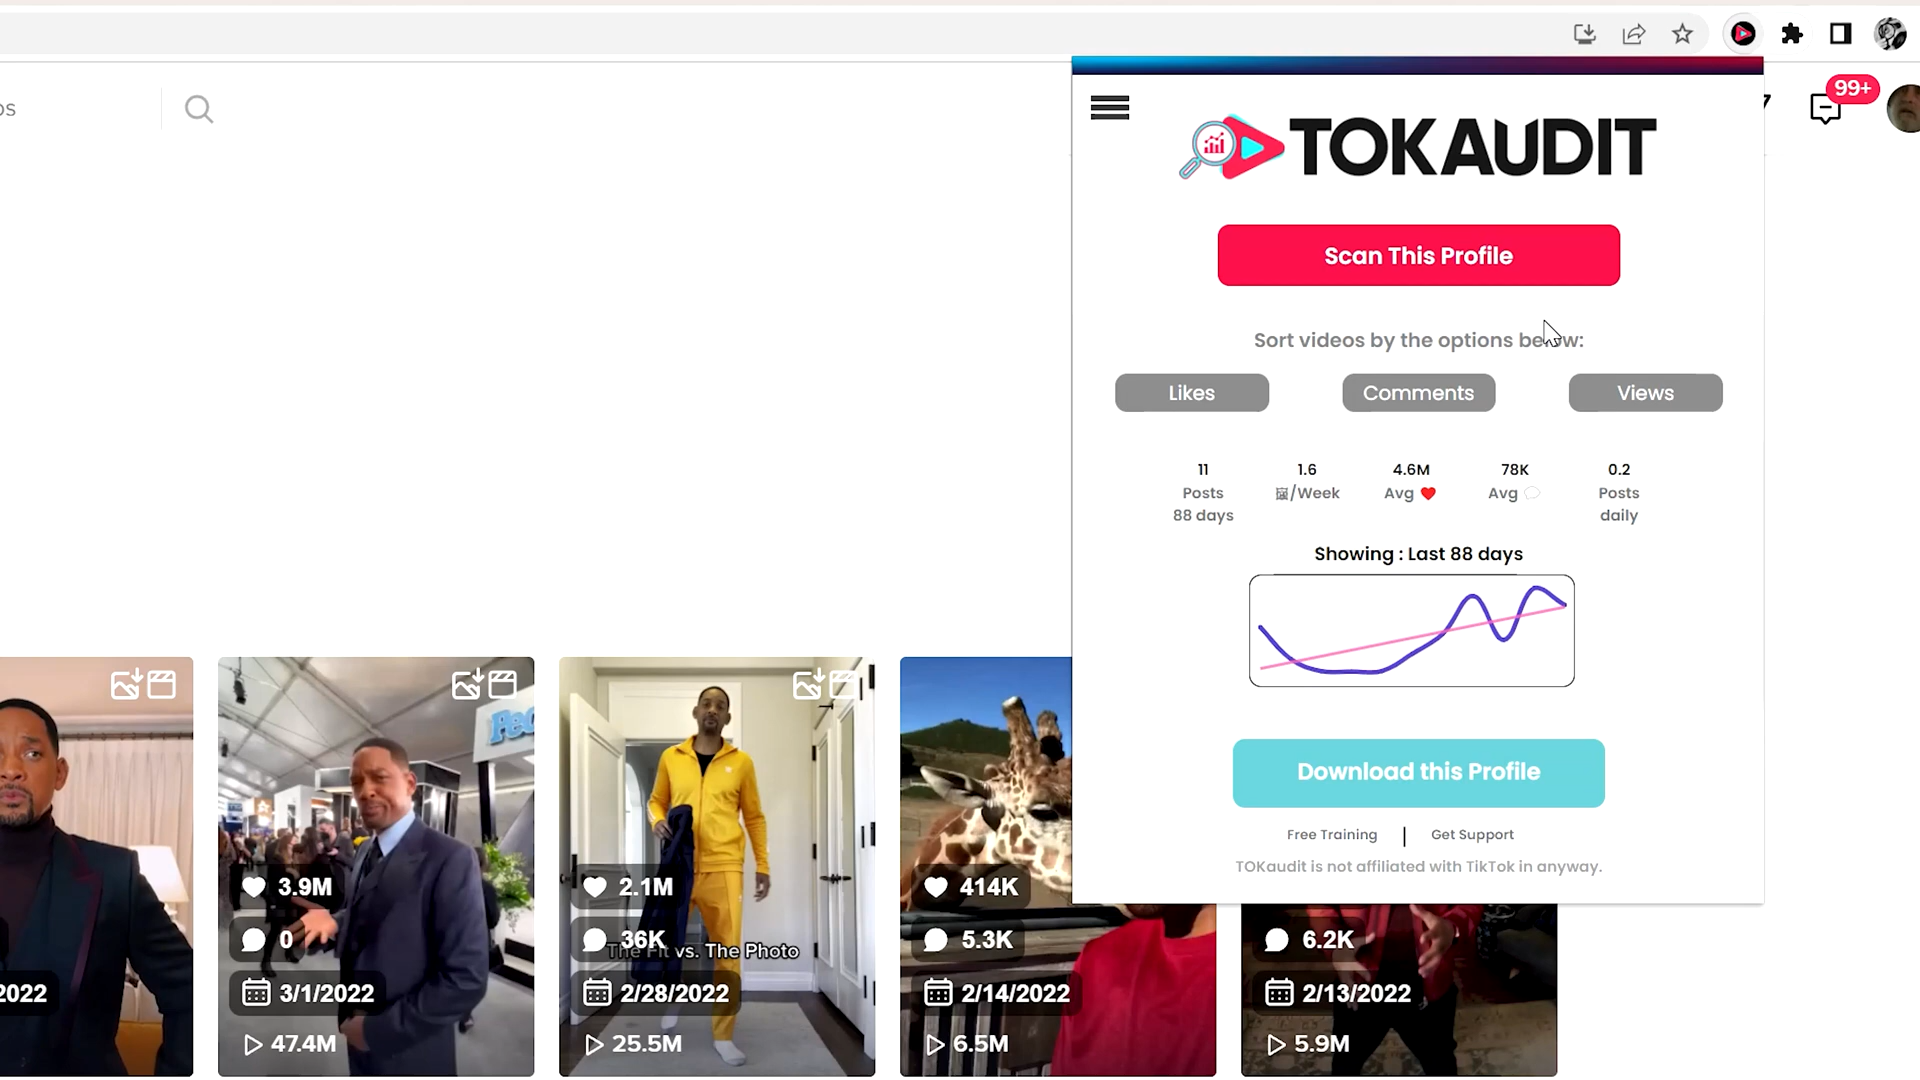 os
99+
TOKAUDIT
Scan This Profile
Sort videos by the options below:
Likes
Comments
Views
11
Posts
88 days
1.6
/Week
4.6M
Avg
78K
Avg
0.2
Posts
daily
Showing : Last 88 days
Download this Profile
Free Training
Get Support
TOKaudit is not affiliated with TikTok in anyway.
2022
3.9M
0
3/1/2022
47.4M
2.1M
36K
The Fit vs. The Photo
2/28/2022
25.5M
414K
5.3K
2/14/2022
6.5M
6.2K
2/13/2022
5.9M